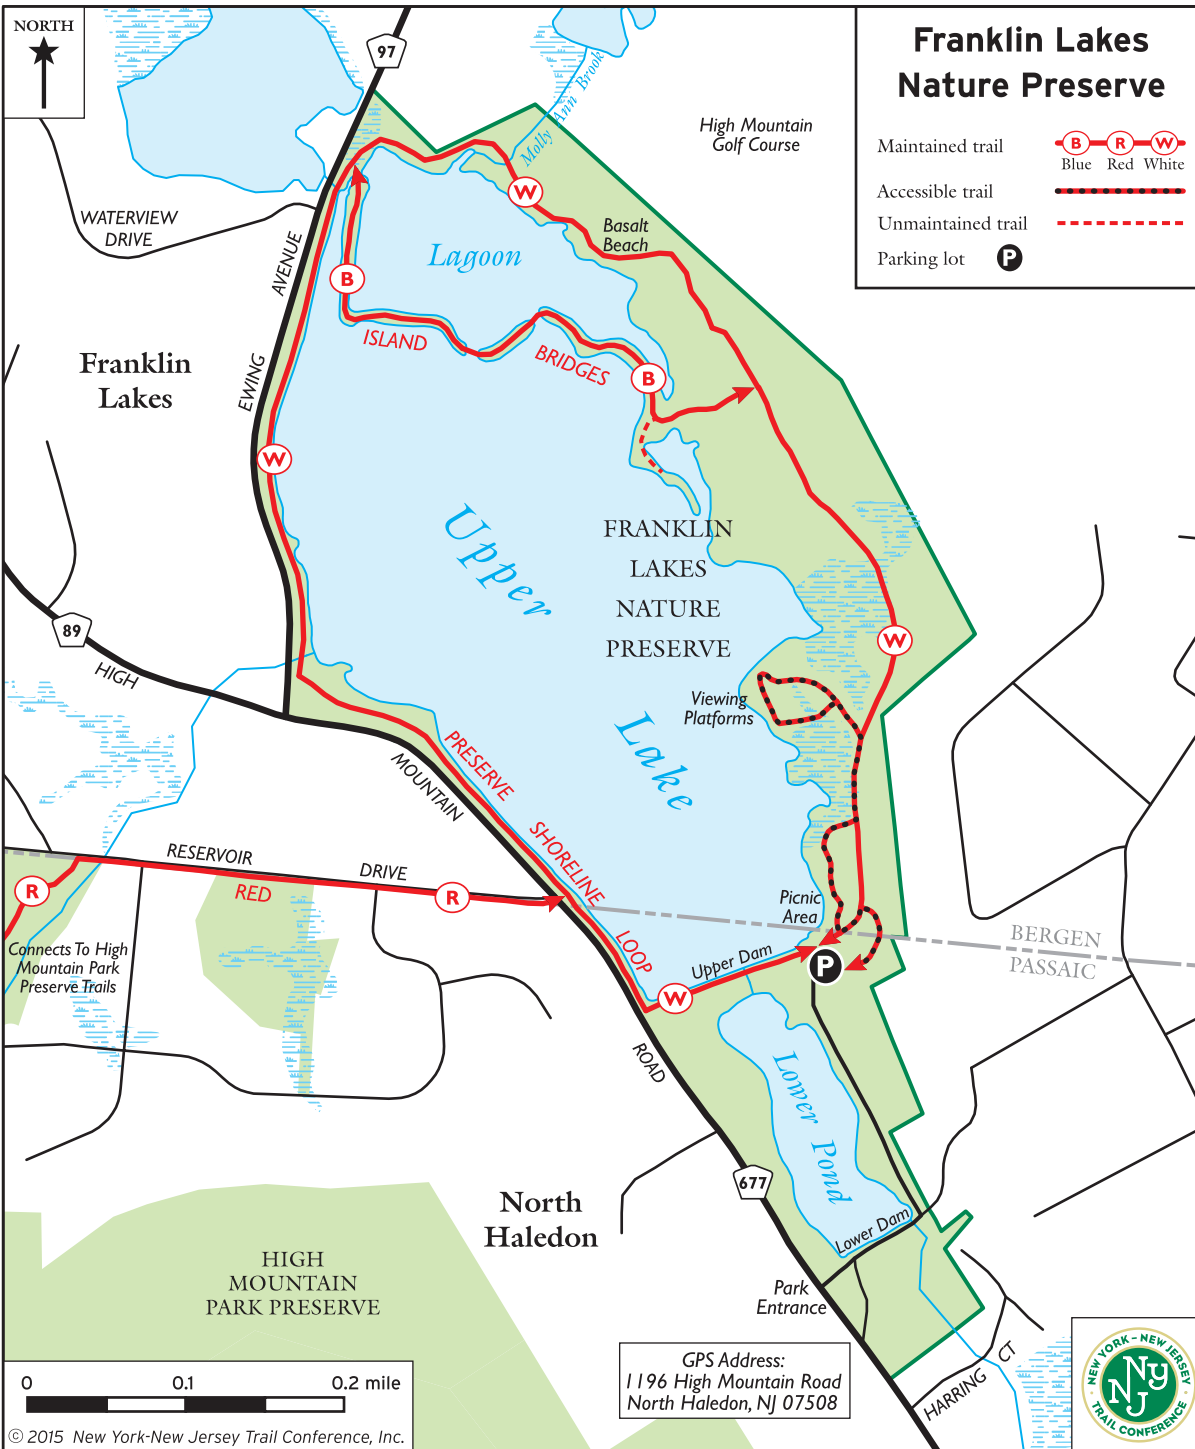 NORTH
97
Molly Ann Brook
High Mountain
Golf Course
Franklin Lakes
Nature Preserve
Maintained trail
B
R
W
Blue
Red
White
Accessible trail
Unmaintained trail
Parking lot
P
WATERVIEW
DRIVE
W
Basalt
Beach
Lagoon
B
EWING
AVENUE
ISLAND
BRIDGES
B
Franklin
Lakes
W
Upper
Lake
FRANKLIN
LAKES
NATURE
PRESERVE
89
HIGH
MOUNTAIN
ROAD
W
Viewing
Platforms
PRESERVE
SHORELINE
LOOP
RESERVOIR
DRIVE
R
RED
R
Picnic
Area
Connects To High
Mountain Park
Preserve Trails
Upper Dam
P
W
BERGEN
PASSAIC
Lower Pond
677
North
Haledon
Lower Dam
HIGH
MOUNTAIN
PARK PRESERVE
Park
Entrance
HARRING CT
GPS Address:
1196 High Mountain Road
North Haledon, NJ 07508
0
0.1
0.2 mile
© 2015 New York-New Jersey Trail Conference, Inc.
NEW YORK - NEW JERSEY
NY
NJ
TRAIL CONFERENCE